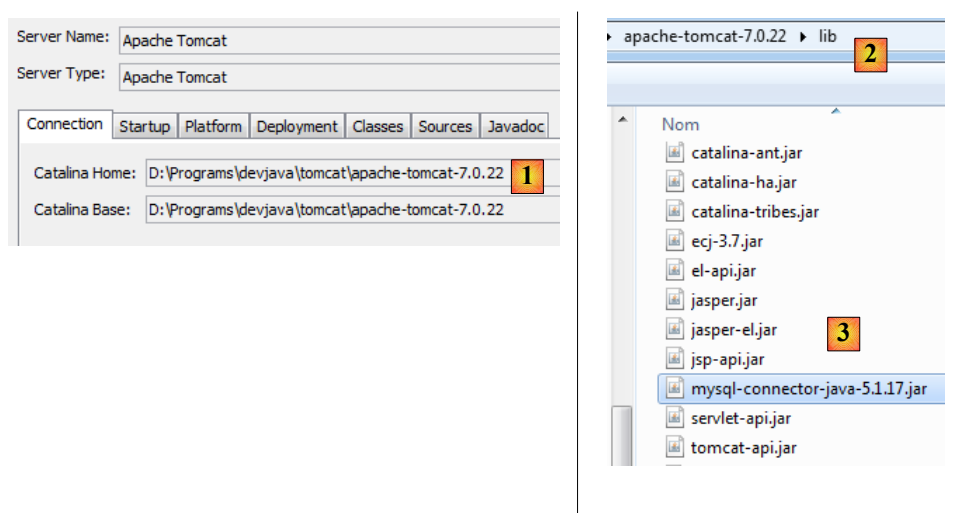 Server Name: Apache Tomcat
Server Type: Apache Tomcat
Connection Startup Platform Deployment Classes Sources Javadoc
Catalina Home: D:\Programs\devjava\tomcat\apache-tomcat-7.0.22 1
Catalina Base: D:\Programs\devjava\tomcat\apache-tomcat-7.0.22
apache-tomcat-7.0.22 lib
2
Nom
catalina-ant.jar
catalina-ha.jar
catalina-tribes.jar
ecj-3.7.jar
el-api.jar
jasper.jar
jasper-el.jar
3
jsp-api.jar
mysql-connector-java-5.1.17.jar
servlet-api.jar
tomcat-api.jar